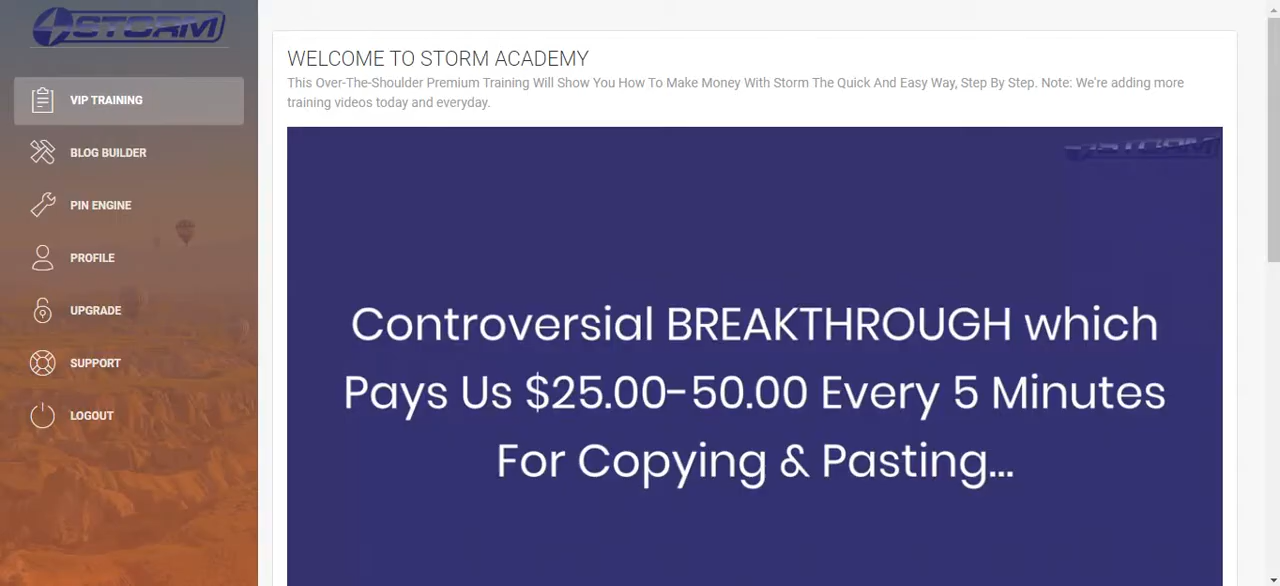 STORM
VIP TRAINING
BLOG BUILDER
PIN ENGINE
PROFILE
UPGRADE
SUPPORT
LOGOUT
WELCOME TO STORM ACADEMY
This Over-The-Shoulder Premium Training Will Show You How To Make Money With Storm The Quick And Easy Way, Step By Step. Note: We're adding more
training videos today and everyday.
STORM
Controversial BREAKTHROUGH which
Pays Us $25.00-50.00 Every 5 Minutes
For Copying & Pasting...